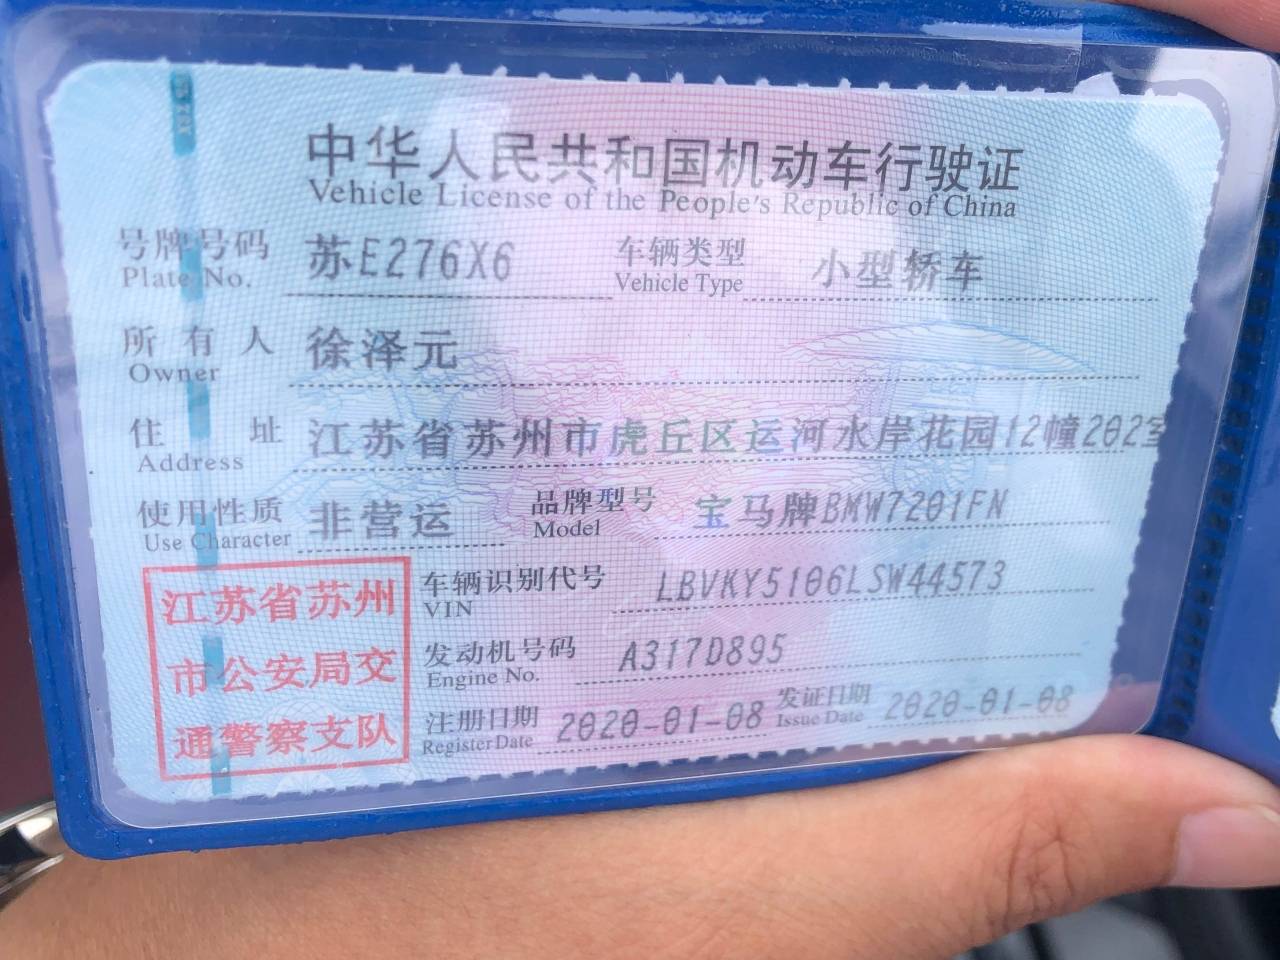 中华人民共和国机动车行驶证
Vehicle License of the People's Republic of China
号牌号码 苏E276X6 车辆类型 小型轿车
Plate No. Vehicle Type
所有人 徐泽元
Owner
住址 江苏省苏州市虎丘区运河水岸花园12幢202室
Address
使用性质 非营运 品牌型号 宝马牌BMW7201FN
Use Character Model
车辆识别代号 LBVKY5106LSW44573
VIN
发动机号码 A317D895
Engine No.
注册日期 2020-01-08 发证日期 2020-01-08
Register Date Issue Date
江苏省苏州
市公安局交
通警察支队